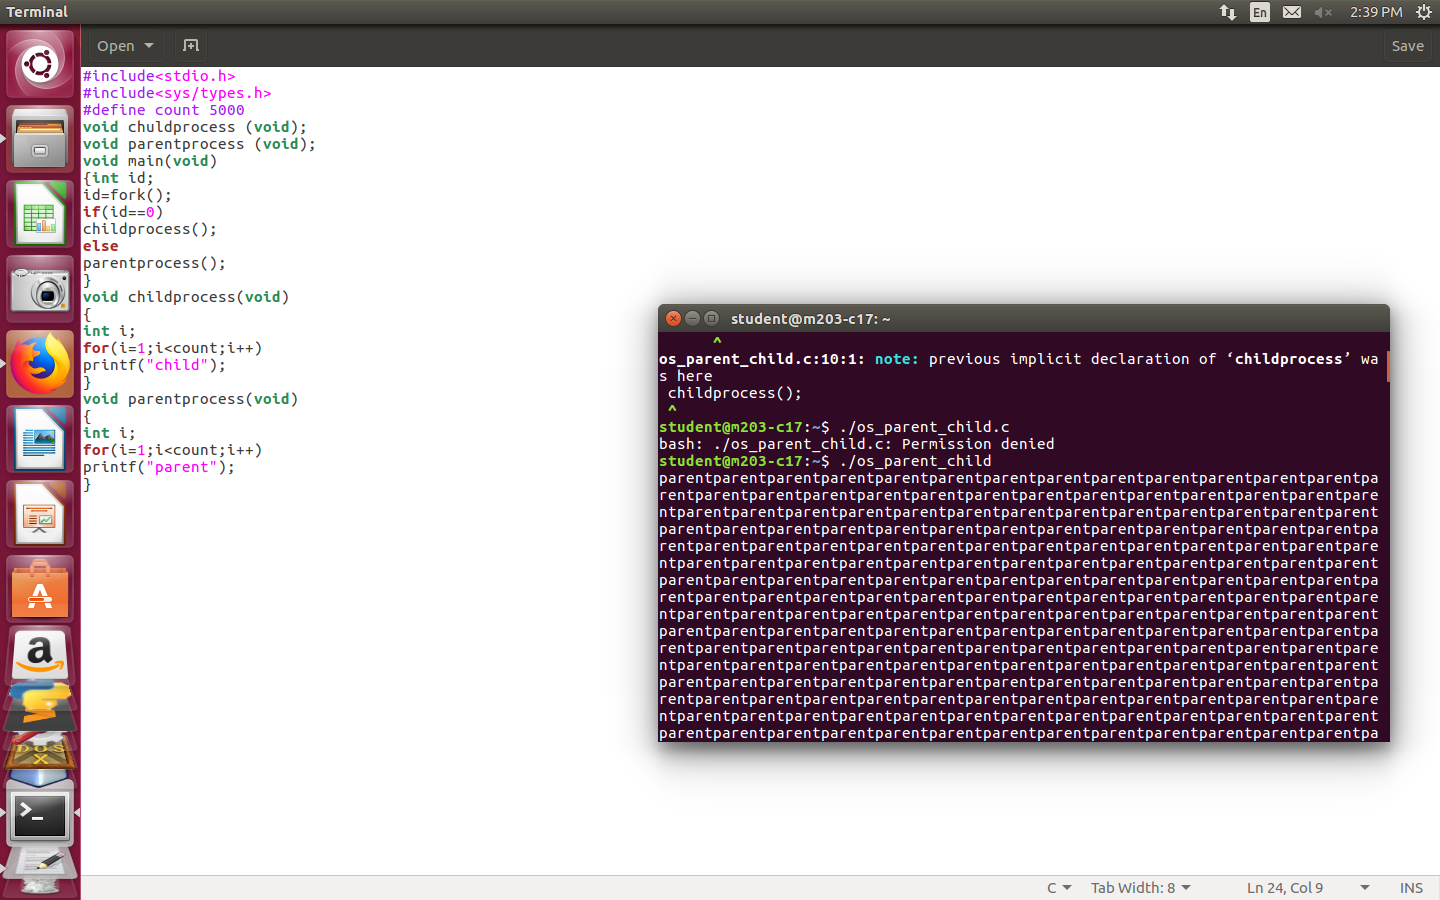 Terminal
En
2:39 PM
Open
Save
#include<stdio.h>
#include<sys/types.h>
#define count 5000
void chuldprocess (void);
void parentprocess (void);
void main(void)
{int id;
id=fork();
if(id==0)
childprocess();
else
parentprocess();
}
void childprocess(void)
{
int i;
for(i=1;i<count;i++)
printf("child");
}
void parentprocess(void)
{
int i;
for(i=1;i<count;i++)
printf("parent");
}
student@m203-c17: ~
^
os_parent_child.c:10:1: note: previous implicit declaration of ‘childprocess’ wa
s here
childprocess();
^
student@m203-c17:~$ ./os_parent_child.c
bash: ./os_parent_child.c: Permission denied
student@m203-c17:~$ ./os_parent_child
parentparentparentparentparentparentparentparentparentparentparentparentparentpa
rentparentparentparentparentparentparentparentparentparentparentparentparentpare
ntparentparentparentparentparentparentparentparentparentparentparentparentparent
parentparentparentparentparentparentparentparentparentparentparentparentparentpa
rentparentparentparentparentparentparentparentparentparentparentparentparentpare
ntparentparentparentparentparentparentparentparentparentparentparentparentparent
parentparentparentparentparentparentparentparentparentparentparentparentparentpa
rentparentparentparentparentparentparentparentparentparentparentparentparentpare
ntparentparentparentparentparentparentparentparentparentparentparentparentparent
parentparentparentparentparentparentparentparentparentparentparentparentparentpa
rentparentparentparentparentparentparentparentparentparentparentparentparentpare
ntparentparentparentparentparentparentparentparentparentparentparentparentparent
parentparentparentparentparentparentparentparentparentparentparentparentparentpa
rentparentparentparentparentparentparentparentparentparentparentparentparentpare
ntparentparentparentparentparentparentparentparentparentparentparentparentparent
parentparentparentparentparentparentparentparentparentparentparentparentparentpa
DOS
X
C
Tab Width: 8
Ln 24, Col 9
INS